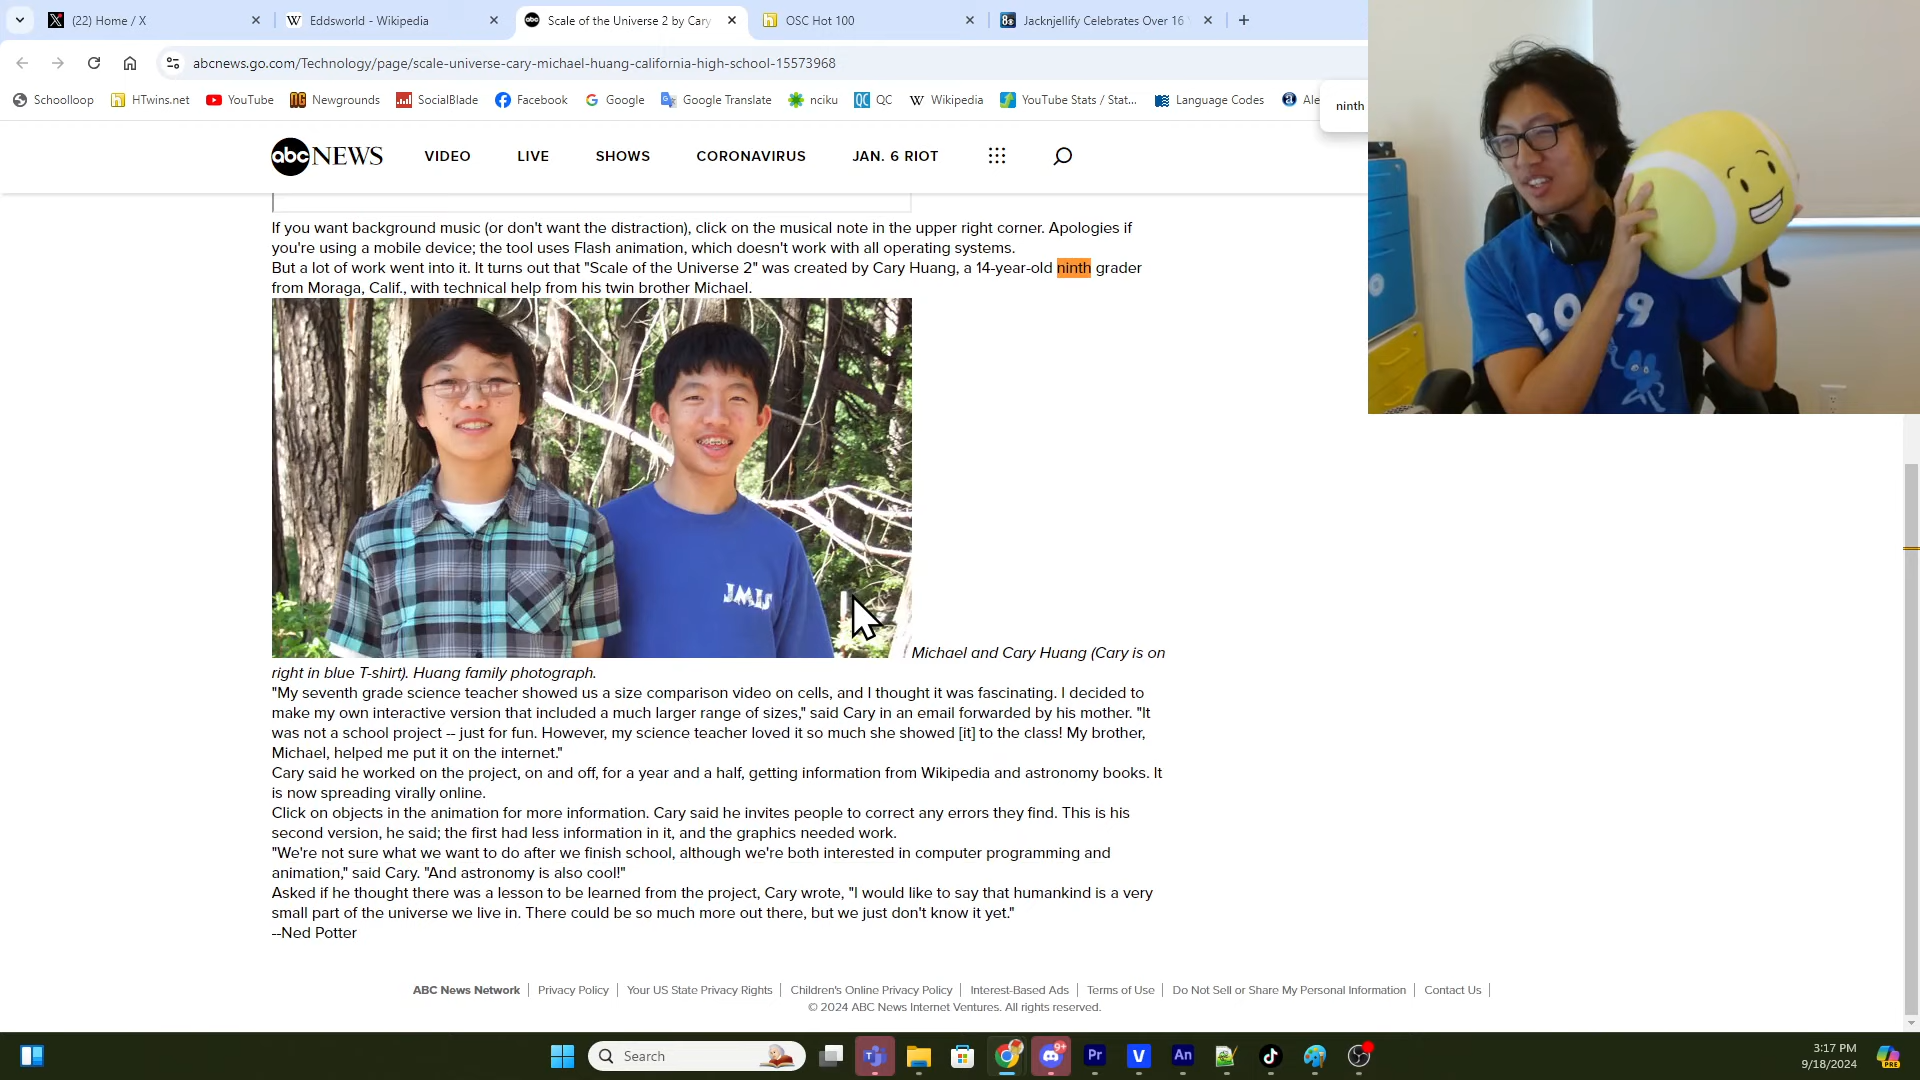 (22) Home / X
Eddsworld - Wikipedia
Scale of the Universe 2 by Cary
OSC Hot 100
Jacknjellify Celebrates Over 16
abcnews.go.com/Technology/page/scale-universe-cary-michael-huang-california-high-school-15573968
Schoolloop HTwins.net YouTube Newgrounds SocialBlade Facebook Google Google Translate nciku QC Wikipedia YouTube Stats / Stat... Language Codes Ale
ninth
abc NEWS VIDEO LIVE SHOWS CORONAVIRUS JAN. 6 RIOT
2019
If you want background music (or don't want the distraction), click on the musical note in the upper right corner. Apologies if
you're using a mobile device; the tool uses Flash animation, which doesn't work with all operating systems.
But a lot of work went into it. It turns out that "Scale of the Universe 2" was created by Cary Huang, a 14-year-old ninth grader
from Moraga, Calif., with technical help from his twin brother Michael.
JMIS
Michael and Cary Huang (Cary is on
right in blue T-shirt). Huang family photograph.
"My seventh grade science teacher showed us a size comparison video on cells, and I thought it was fascinating. I decided to
make my own interactive version that included a much larger range of sizes," said Cary in an email forwarded by his mother. "It
was not a school project -- just for fun. However, my science teacher loved it so much she showed [it] to the class! My brother,
Michael, helped me put it on the internet."
Cary said he worked on the project, on and off, for a year and a half, getting information from Wikipedia and astronomy books. It
is now spreading virally online.
Click on objects in the animation for more information. Cary said he invites people to correct any errors they find. This is his
second version, he said; the first had less information in it, and the graphics needed work.
"We're not sure what we want to do after we finish school, although we're both interested in computer programming and
animation," said Cary. "And astronomy is also cool!"
Asked if he thought there was a lesson to be learned from the project, Cary wrote, "I would like to say that humankind is a very
small part of the universe we live in. There could be so much more out there, but we just don't know it yet."
--Ned Potter
ABC News Network Privacy Policy Your US State Privacy Rights Children's Online Privacy Policy Interest-Based Ads Terms of Use Do Not Sell or Share My Personal Information Contact Us
© 2024 ABC News Internet Ventures. All rights reserved.
Search
9+
Pr
V
An
PRE
3:17 PM
9/18/2024